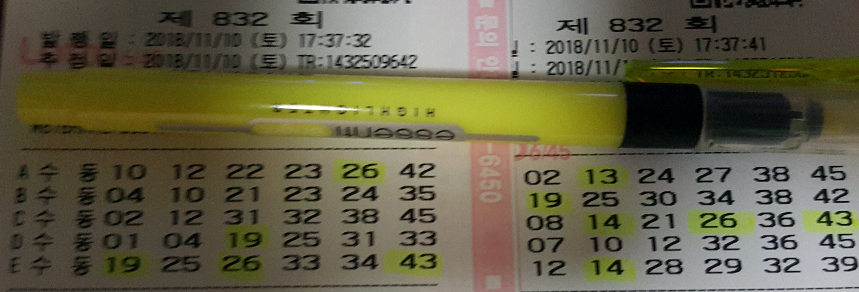 제 832 회
발 행 일 : 2018/11/10 (토) 17:37:32
추 첨 일 : 2018/11/10 (토) TR:1432509642
HIGHLIGHTER
essenti
A 수 동 10 12 22 23 26 42
B 수 동 04 10 21 23 24 35
C 수 동 02 12 31 32 38 45
D 수 동 01 04 19 25 31 33
E 수 동 19 25 26 33 34 43
문의
-6450
제 832 회
: 2018/11/10 (토) 17:37:41
: 2018/11/
02 13 24 27 38 45
19 25 30 34 38 42
08 14 21 26 36 43
07 10 12 32 36 45
12 14 28 29 32 39